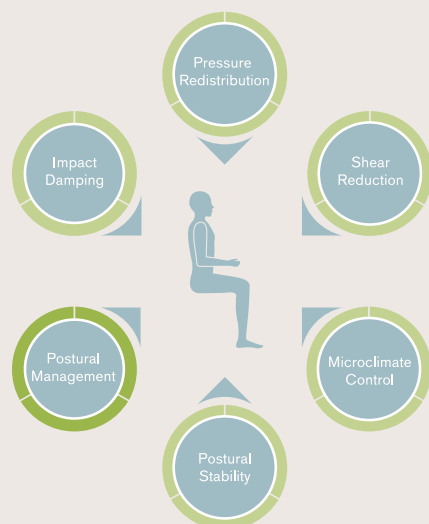 Pressure
Redistribution
Impact
Damping
Shear
Reduction
Postural
Management
Microclimate
Control
Postural
Stability